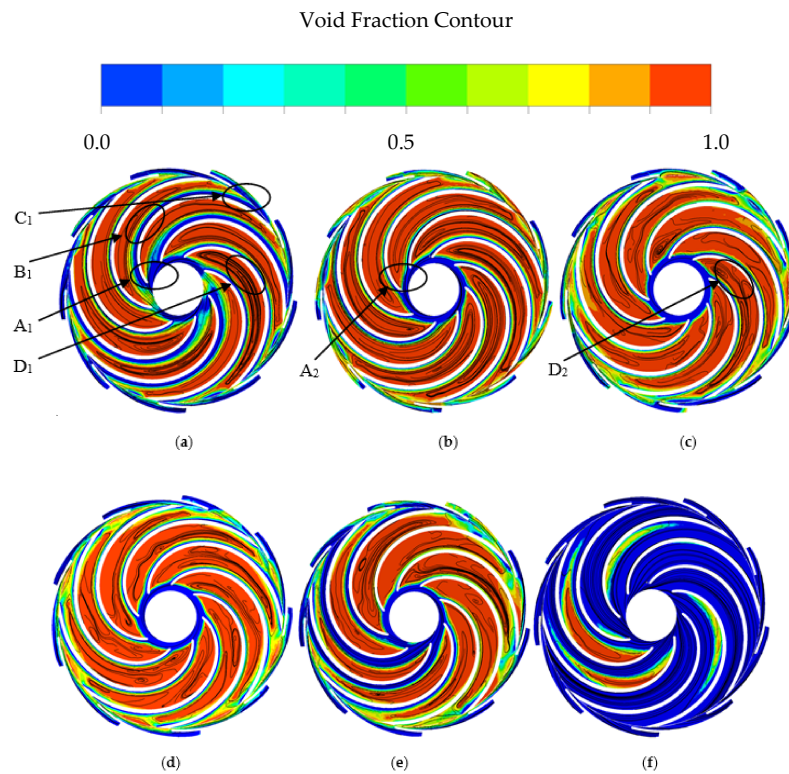 Void Fraction Contour
0.0 0.5 1.0
C₁
B₁
A₁
D₁
A₂
D₂
(a) (b) (c)
(d) (e) (f)